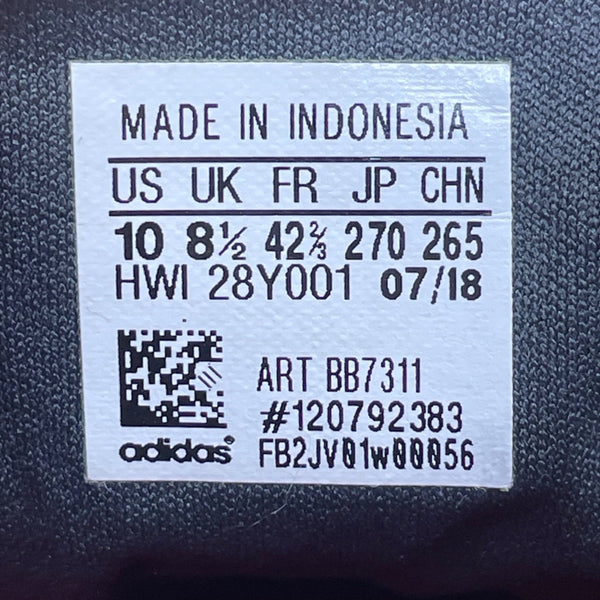 MADE IN INDONESIA
US UK FR JP CHN
10 8½ 42⅔ 270 265
HWI 28Y001 07/18
ART BB7311
#120792383
adidas® FB2JV01w00056